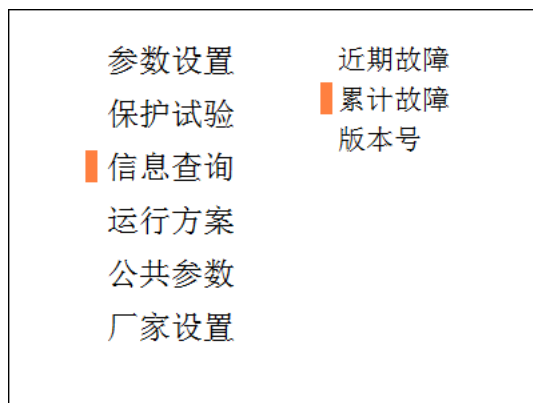 参数设置
保护试验
信息查询
运行方案
公共参数
厂家设置
近期故障
累计故障
版本号